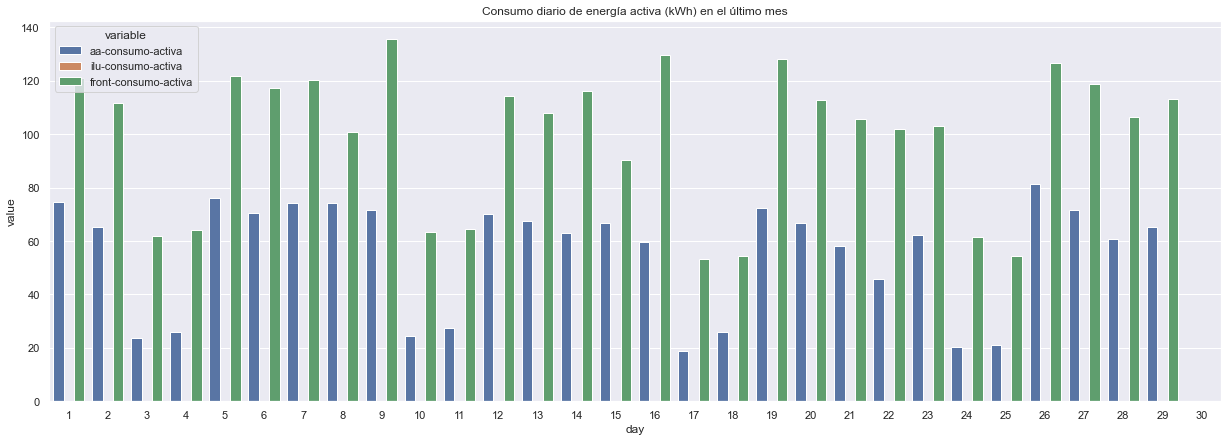 Consumo diario de energía activa (kWh) en el último mes
variable
aa-consumo-activa
ilu-consumo-activa
front-consumo-activa
140
120
100
80
60
40
20
0
value
1 2 3 4 5 6 7 8 9 10 11 12 13 14 15 16 17 18 19 20 21 22 23 24 25 26 27 28 29 30
day